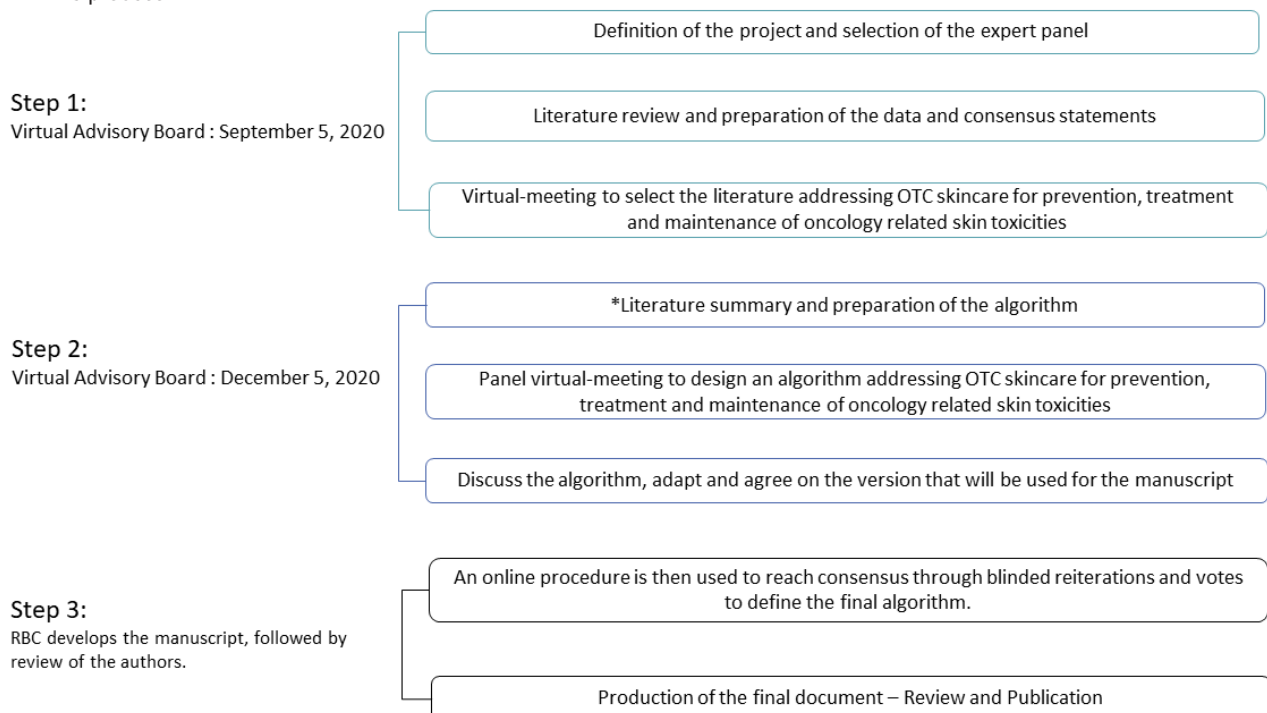 Definition of the project and selection of the expert panel
Step 1:
Virtual Advisory Board : September 5, 2020
Literature review and preparation of the data and consensus statements
Virtual-meeting to select the literature addressing OTC skincare for prevention, treatment
and maintenance of oncology related skin toxicities
*Literature summary and preparation of the algorithm
Step 2:
Virtual Advisory Board : December 5, 2020
Panel virtual-meeting to design an algorithm addressing OTC skincare for prevention,
treatment and maintenance of oncology related skin toxicities
Discuss the algorithm, adapt and agree on the version that will be used for the manuscript
An online procedure is then used to reach consensus through blinded reiterations and votes
to define the final algorithm.
Step 3:
RBC develops the manuscript, followed by
review of the authors.
Production of the final document – Review and Publication